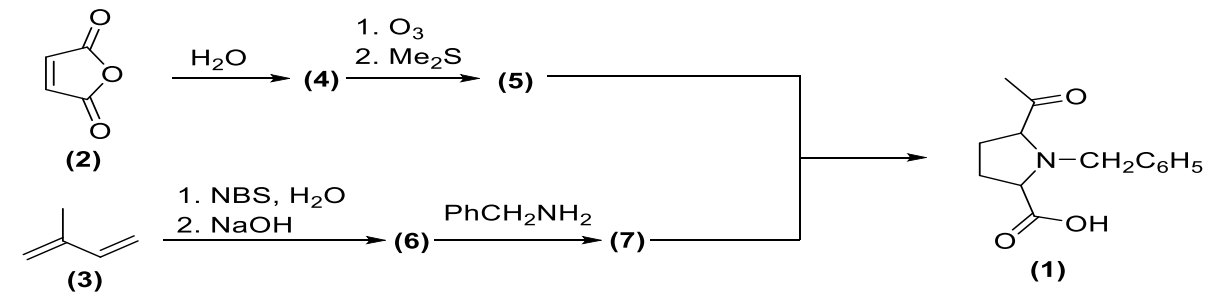 O
O
O
(2)
H₂O
(4)
1. O₃
2. Me₂S
(5)
(3)
1. NBS, H₂O
2. NaOH
(6)
PhCH₂NH₂
(7)
O
N CH₂C₆H₅
OH
O
(1)